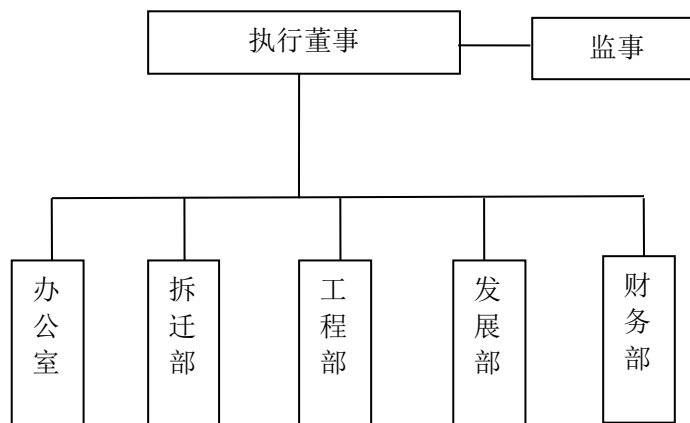 执行董事
监事
办公室
拆迁部
工程部
发展部
财务部